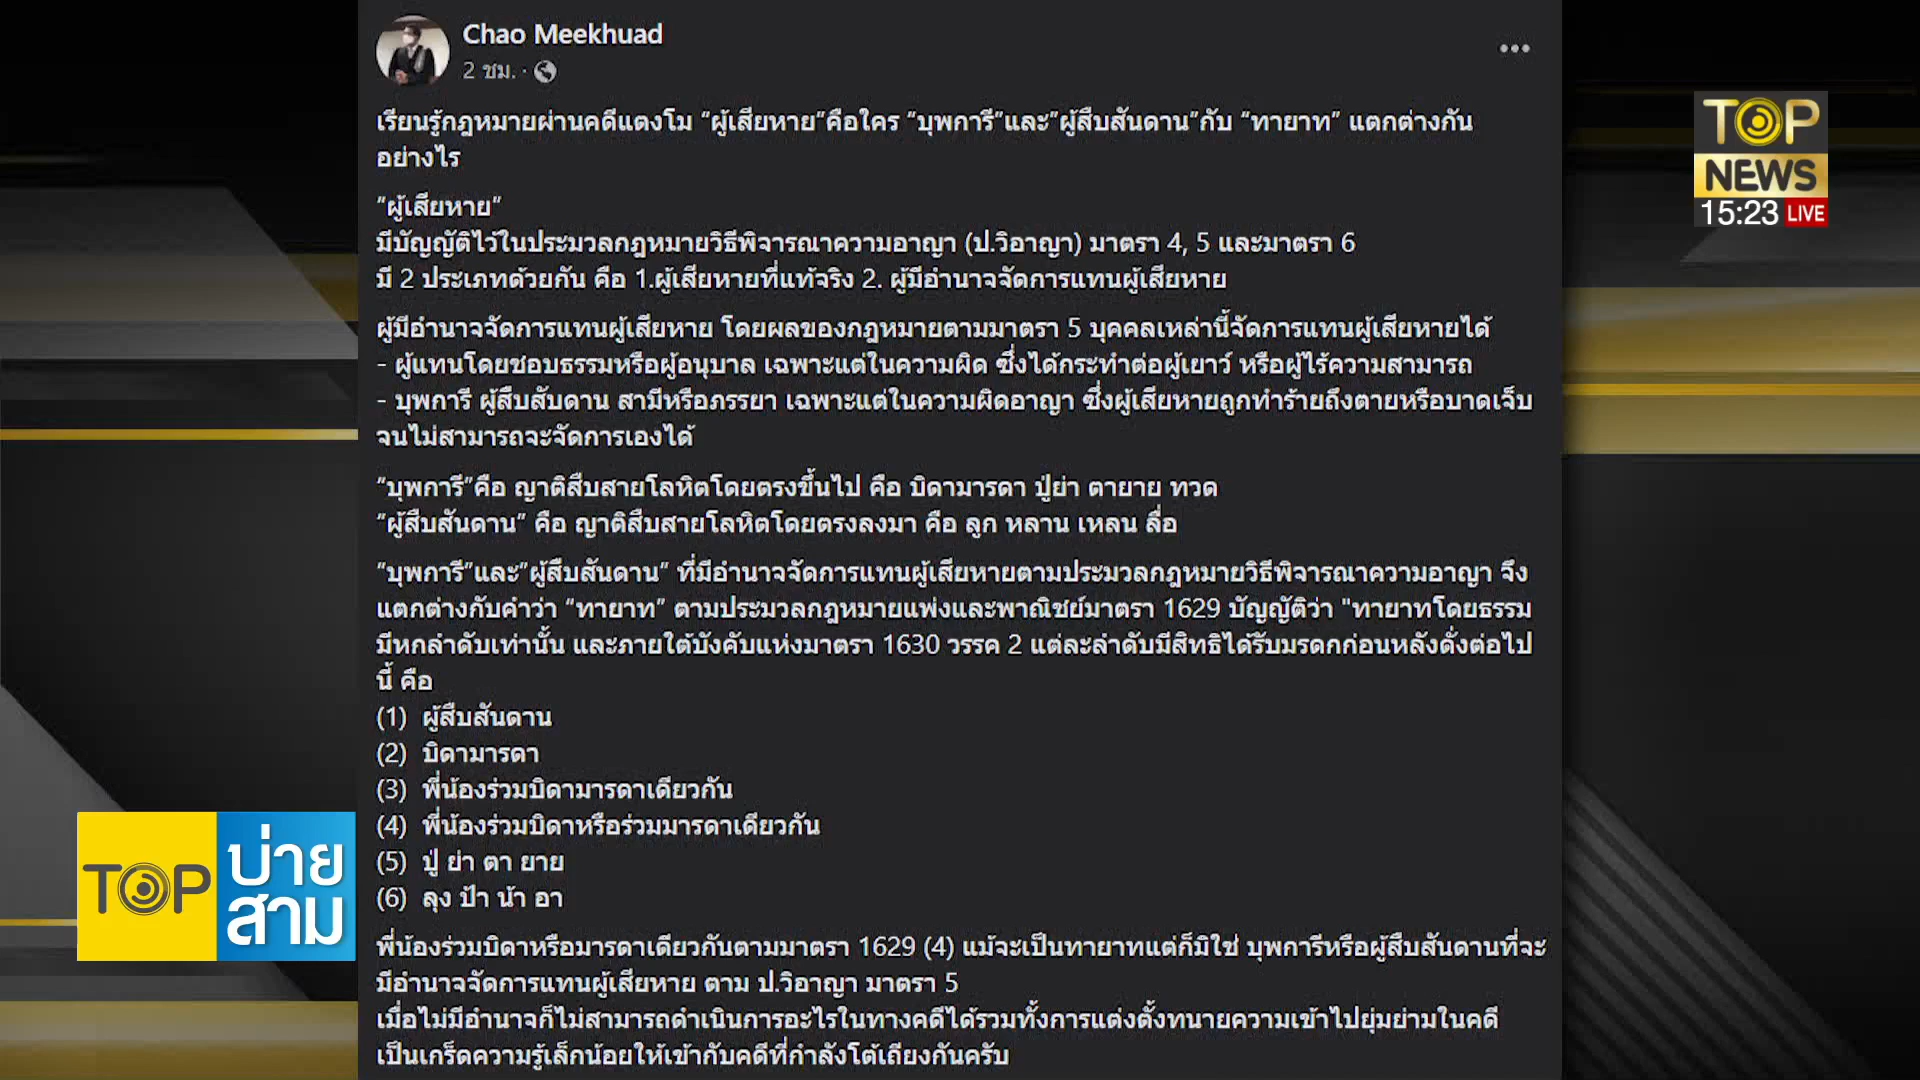 Chao Meekhuad
2 ชม. ·
เรียนรู้กฎหมายผ่านคดีแตงโม “ผู้เสียหาย”คือใคร “บุพการี”และ”ผู้สืบสันดาน”กับ “ทายาท” แตกต่างกัน
อย่างไร
“ผู้เสียหาย”
มีบัญญัติไว้ในประมวลกฎหมายวิธีพิจารณาความอาญา (ป.วิอาญา) มาตรา 4, 5 และมาตรา 6
มี 2 ประเภทด้วยกัน คือ 1.ผู้เสียหายที่แท้จริง 2. ผู้มีอำนาจจัดการแทนผู้เสียหาย
ผู้มีอำนาจจัดการแทนผู้เสียหาย โดยผลของกฎหมายตามมาตรา 5 บุคคลเหล่านี้จัดการแทนผู้เสียหายได้
- ผู้แทนโดยชอบธรรมหรือผู้อนุบาล เฉพาะแต่ในความผิด ซึ่งได้กระทำต่อผู้เยาว์ หรือผู้ไร้ความสามารถ
- บุพการี ผู้สืบสับดาน สามีหรือภรรยา เฉพาะแต่ในความผิดอาญา ซึ่งผู้เสียหายถูกทำร้ายถึงตายหรือบาดเจ็บ
จนไม่สามารถจะจัดการเองได้
“บุพการี”คือ ญาติสืบสายโลหิตโดยตรงขึ้นไป คือ บิดามารดา ปู่ย่า ตายาย ทวด
“ผู้สืบสันดาน” คือ ญาติสืบสายโลหิตโดยตรงลงมา คือ ลูก หลาน เหลน ลื่อ
“บุพการี”และ”ผู้สืบสันดาน” ที่มีอำนาจจัดการแทนผู้เสียหายตามประมวลกฎหมายวิธีพิจารณาความอาญา จึง
แตกต่างกับคำว่า “ทายาท” ตามประมวลกฎหมายแพ่งและพาณิชย์มาตรา 1629 บัญญัติว่า "ทายาทโดยธรรม
มีหกลำดับเท่านั้น และภายใต้บังคับแห่งมาตรา 1630 วรรค 2 แต่ละลำดับมีสิทธิได้รับมรดกก่อนหลังดั่งต่อไป
นี้ คือ
(1) ผู้สืบสันดาน
(2) บิดามารดา
(3) พี่น้องร่วมบิดามารดาเดียวกัน
(4) พี่น้องร่วมบิดาหรือร่วมมารดาเดียวกัน
(5) ปู่ ย่า ตา ยาย
(6) ลุง ป้า น้า อา
พี่น้องร่วมบิดาหรือมารดาเดียวกันตามมาตรา 1629 (4) แม้จะเป็นทายาทแต่ก็มิใช่ บุพการีหรือผู้สืบสันดานที่จะ
มีอำนาจจัดการแทนผู้เสียหาย ตาม ป.วิอาญา มาตรา 5
เมื่อไม่มีอำนาจก็ไม่สามารถดำเนินการอะไรในทางคดีได้รวมทั้งการแต่งตั้งทนายความเข้าไปยุ่มย่ามในคดี
เป็นเกร็ดความรู้เล็กน้อยให้เข้ากับคดีที่กำลังโต้เถียงกันครับ
TOP
NEWS
15:23 LIVE
TOP
บ่าย
สาม